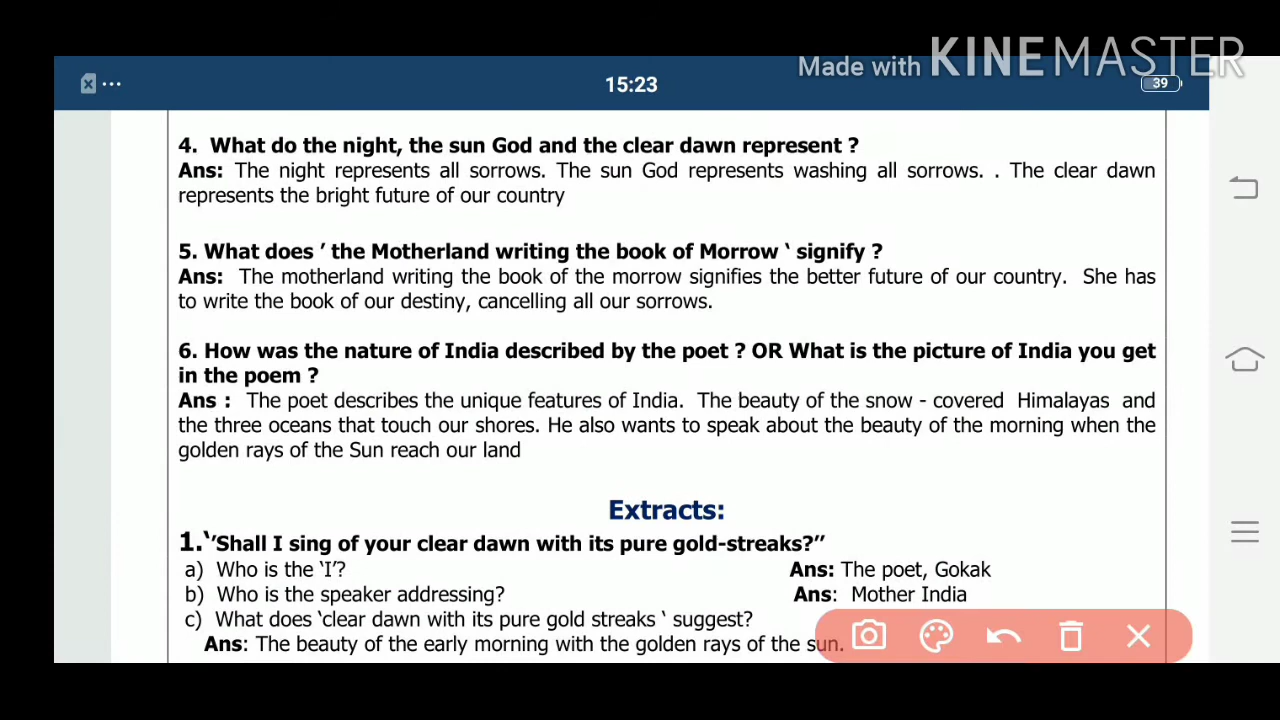 Made with KINEMASTER
15:23
39
4. What do the night, the sun God and the clear dawn represent ?
Ans: The night represents all sorrows. The sun God represents washing all sorrows. . The clear dawn
represents the bright future of our country
5. What does ’ the Motherland writing the book of Morrow ‘ signify ?
Ans: The motherland writing the book of the morrow signifies the better future of our country. She has
to write the book of our destiny, cancelling all our sorrows.
6. How was the nature of India described by the poet ? OR What is the picture of India you get
in the poem ?
Ans : The poet describes the unique features of India. The beauty of the snow - covered Himalayas and
the three oceans that touch our shores. He also wants to speak about the beauty of the morning when the
golden rays of the Sun reach our land
Extracts:
1.‘’Shall I sing of your clear dawn with its pure gold-streaks?’’
a) Who is the ‘I’? Ans: The poet, Gokak
b) Who is the speaker addressing? Ans: Mother India
c) What does ‘clear dawn with its pure gold streaks ‘ suggest?
Ans: The beauty of the early morning with the golden rays of the sun.